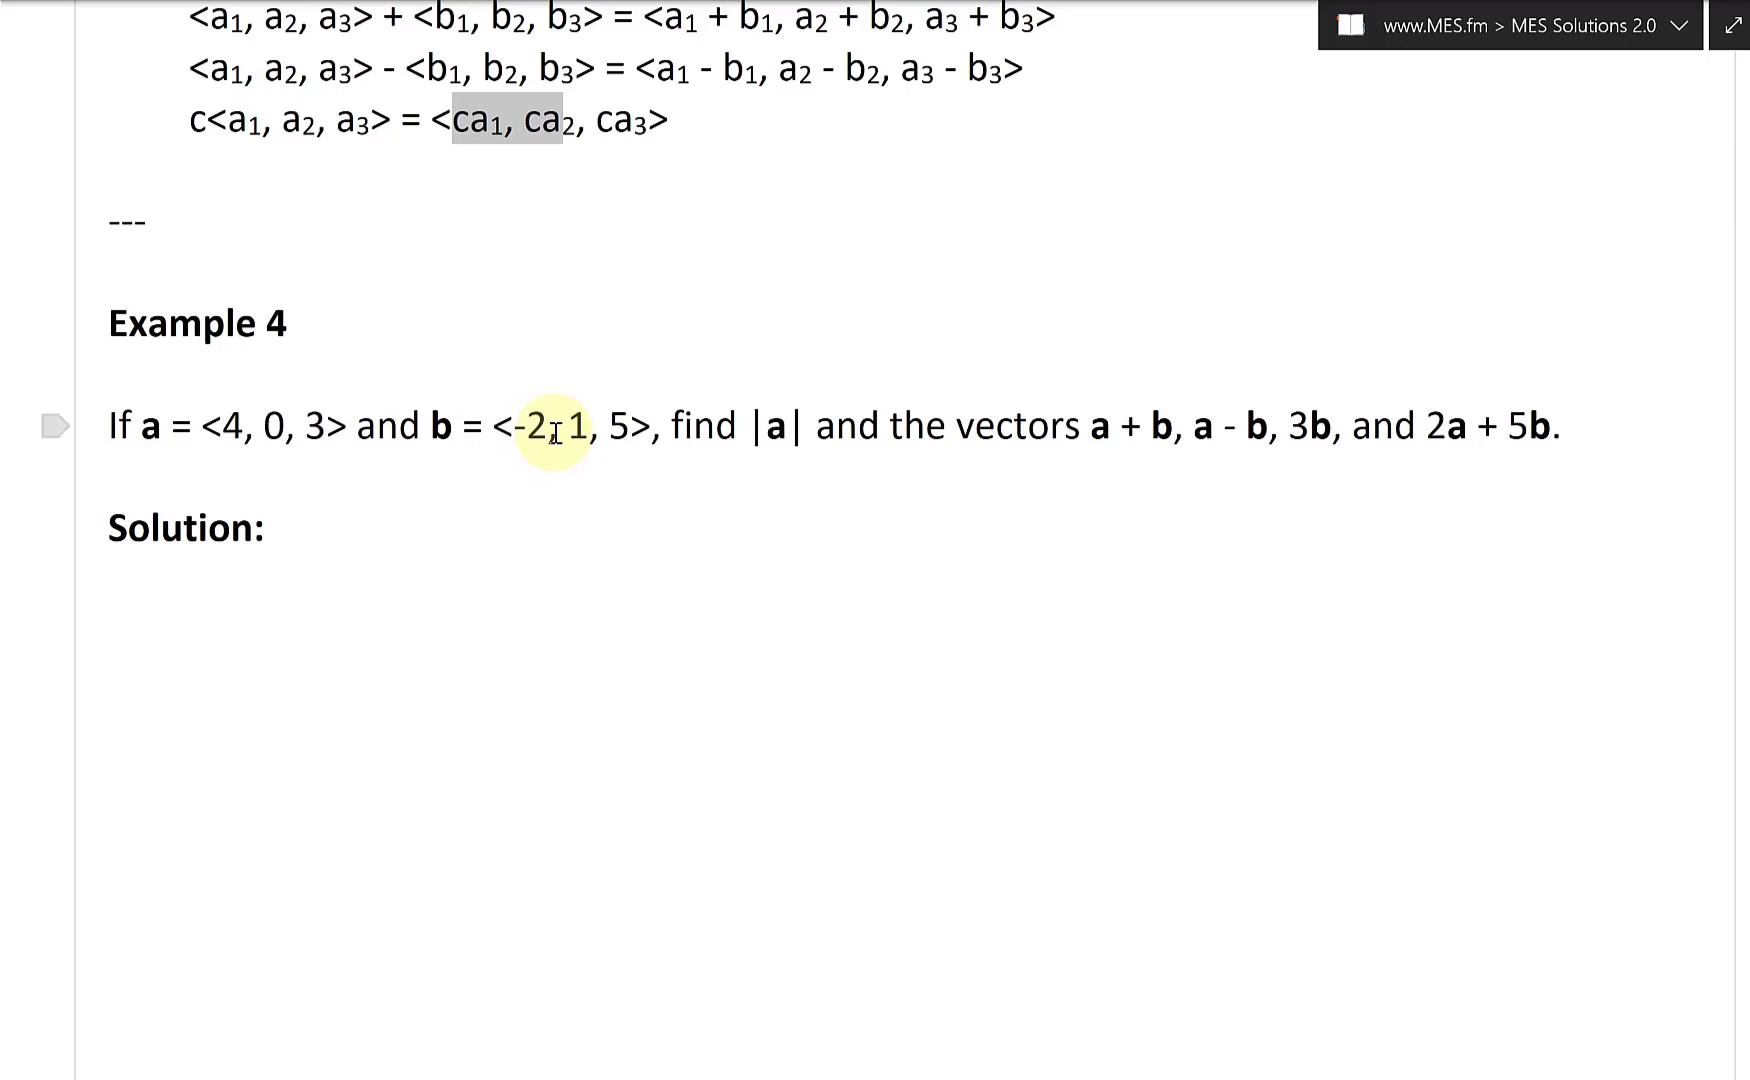 <a₁, a₂, a₃> + <b₁, b₂, b₃> = <a₁ + b₁, a₂ + b₂, a₃ + b₃>
www.MES.fm > MES Solutions 2.0
<a₁, a₂, a₃> - <b₁, b₂, b₃> = <a₁ - b₁, a₂ - b₂, a₃ - b₃>
c<a₁, a₂, a₃> = <ca₁, ca₂, ca₃>
---
Example 4
If a = <4, 0, 3> and b = <-2, 1, 5>, find |a| and the vectors a + b, a - b, 3b, and 2a + 5b.
Solution: